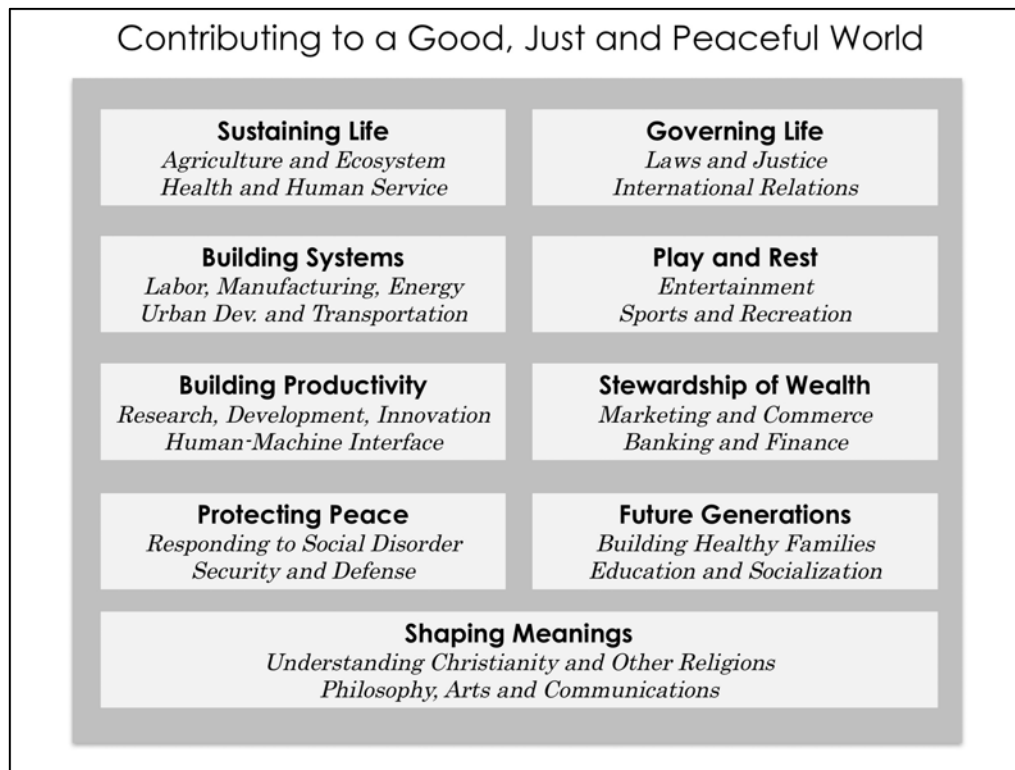 Contributing to a Good, Just and Peaceful World
Sustaining Life
Agriculture and Ecosystem
Health and Human Service
Governing Life
Laws and Justice
International Relations
Building Systems
Labor, Manufacturing, Energy
Urban Dev. and Transportation
Play and Rest
Entertainment
Sports and Recreation
Building Productivity
Research, Development, Innovation
Human-Machine Interface
Stewardship of Wealth
Marketing and Commerce
Banking and Finance
Protecting Peace
Responding to Social Disorder
Security and Defense
Future Generations
Building Healthy Families
Education and Socialization
Shaping Meanings
Understanding Christianity and Other Religions
Philosophy, Arts and Communications